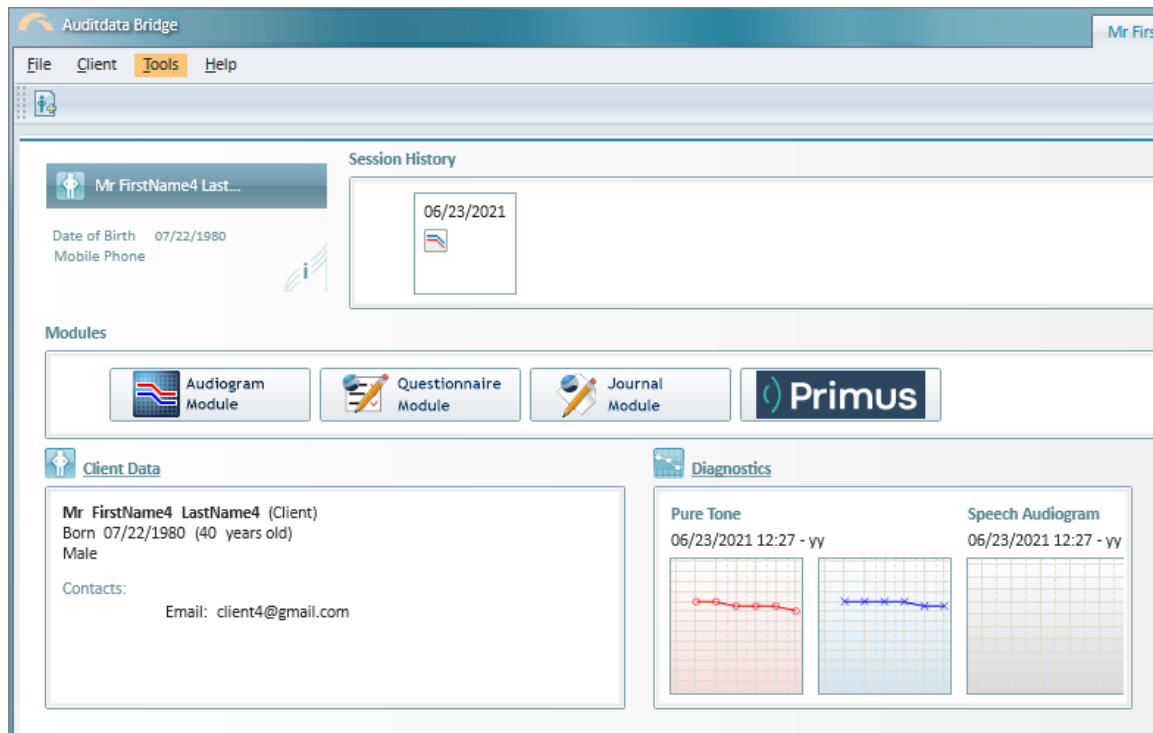 Auditdata Bridge
Mr Firs
File Client Tools Help
Mr FirstName4 Last...
Date of Birth 07/22/1980
Mobile Phone
i
Session History
06/23/2021
Modules
Audiogram Module
Questionnaire Module
Journal Module
Primus
Client Data
Mr FirstName4 LastName4 (Client)
Born 07/22/1980 (40 years old)
Male
Contacts:
Email: client4@gmail.com
Diagnostics
Pure Tone
06/23/2021 12:27 - yy
Speech Audiogram
06/23/2021 12:27 - yy